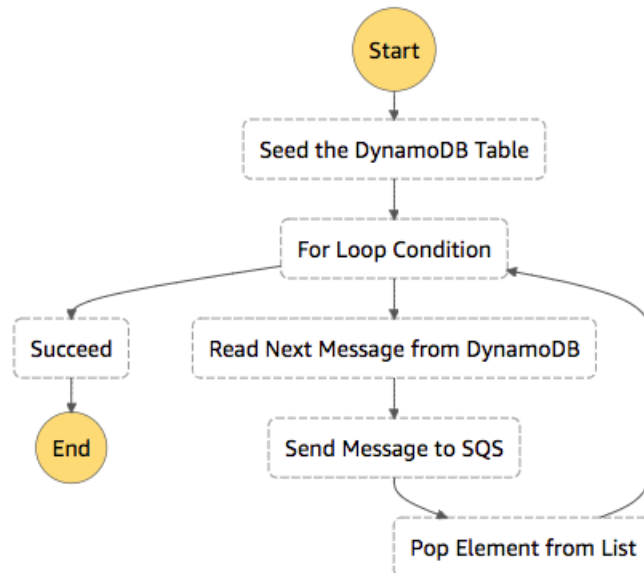 Start
Seed the DynamoDB Table
For Loop Condition
Succeed
Read Next Message from DynamoDB
End
Send Message to SQS
Pop Element from List